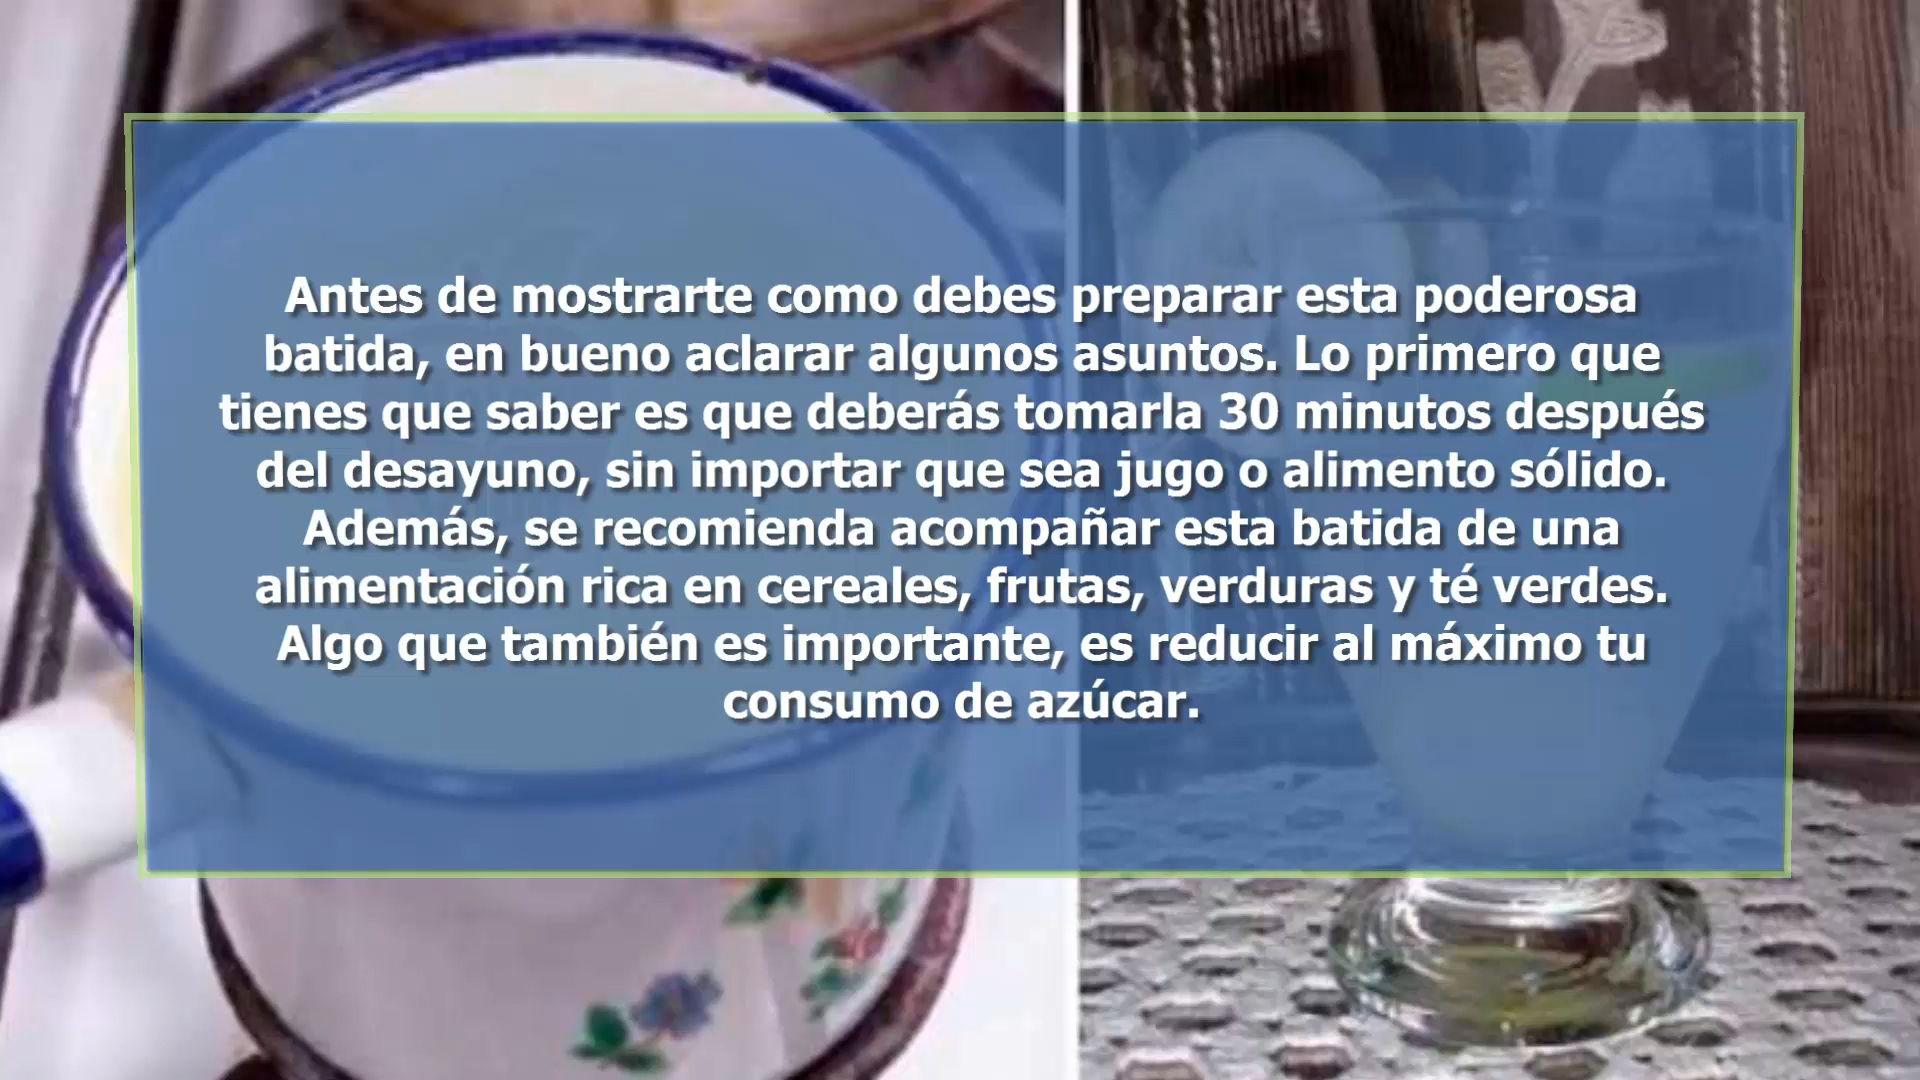 Antes de mostrarte como debes preparar esta poderosa
batida, en bueno aclarar algunos asuntos. Lo primero que
tienes que saber es que deberás tomarla 30 minutos después
del desayuno, sin importar que sea jugo o alimento sólido.
Además, se recomienda acompañar esta batida de una
alimentación rica en cereales, frutas, verduras y té verdes.
Algo que también es importante, es reducir al máximo tu
consumo de azúcar.